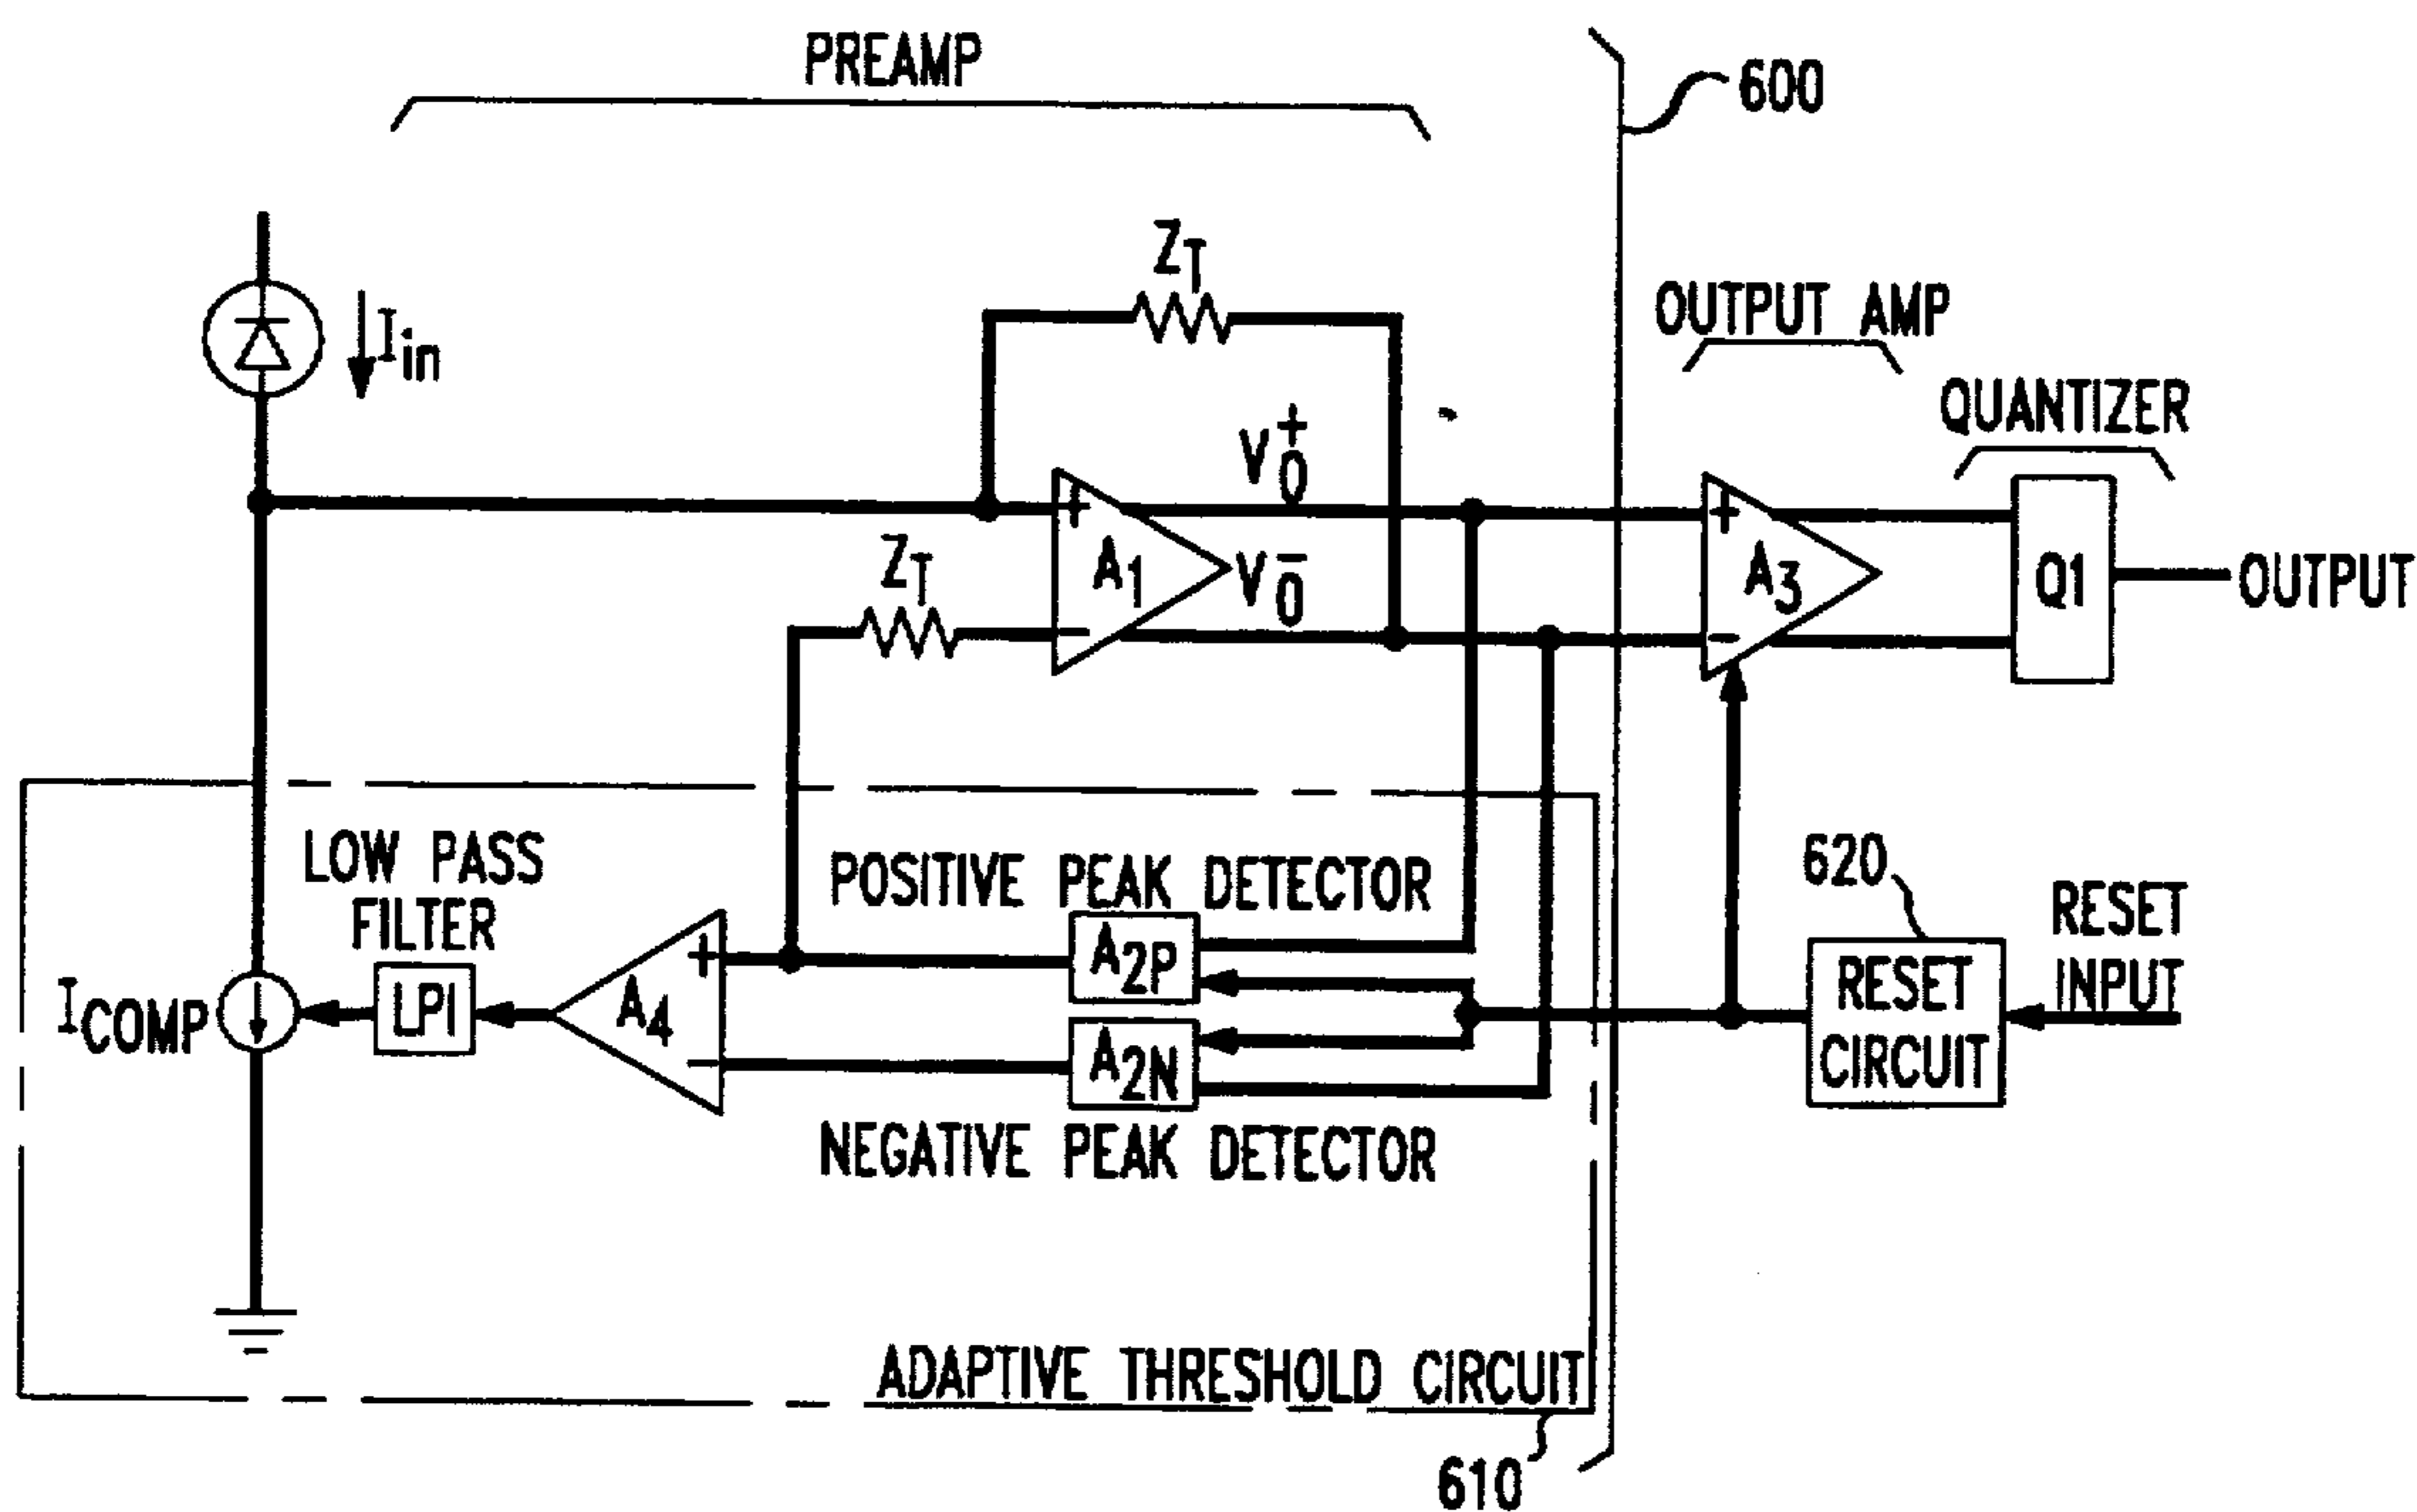 PREAMP
600
ZT
Iin
OUTPUT AMP
QUANTIZER
V0+
+
+
ZT
A1
V0-
A3
Q1
OUTPUT
-
-
LOW PASS
FILTER
POSITIVE PEAK DETECTOR
620
RESET
INPUT
+
A2P
RESET
CIRCUIT
ICOMP
LPI
A4
A2N
-
NEGATIVE PEAK DETECTOR
ADAPTIVE THRESHOLD CIRCUIT
610